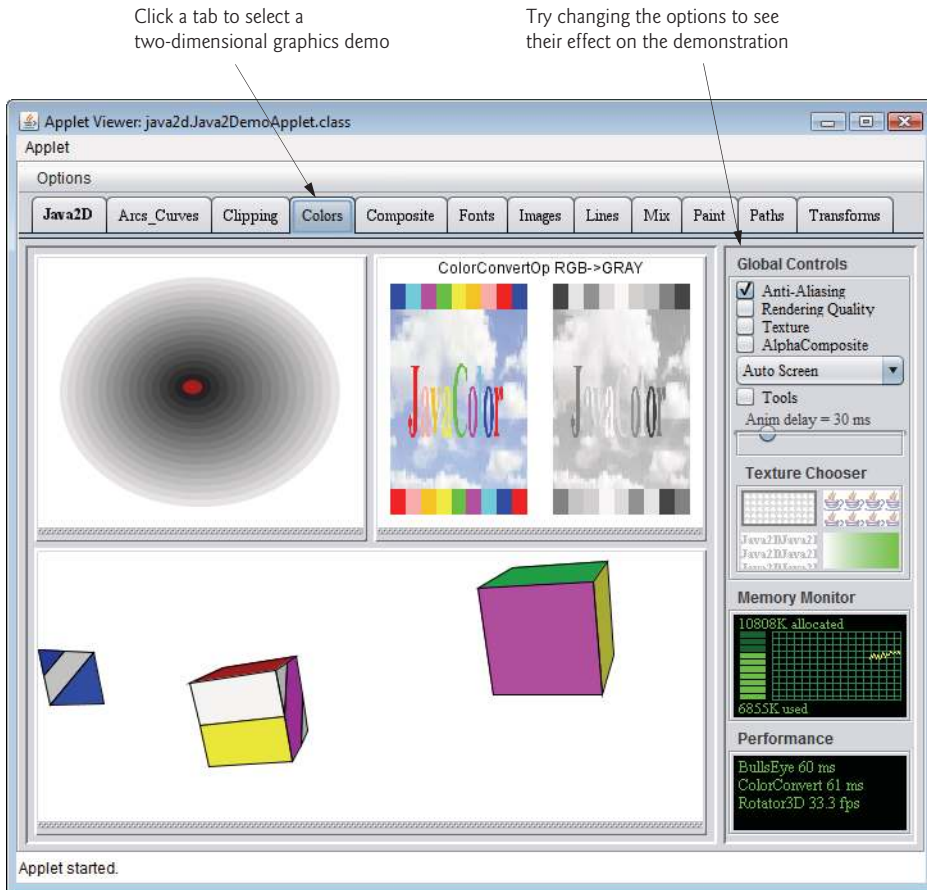 Click a tab to select a
two-dimensional graphics demo
Try changing the options to see
their effect on the demonstration
Applet Viewer: java2d.Java2DemoApplet.class
Applet
Options
Java2D Arcs_Curves Clipping Colors Composite Fonts Images Lines Mix Paint Paths Transforms
ColorConvertOp RGB->GRAY
JavaColor JavaColor
Global Controls
Anti-Aliasing
Rendering Quality
Texture
AlphaComposite
Auto Screen
Tools
Anim delay = 30 ms
Texture Chooser
Java2DJava2I
Java2DJava2I
Java2DJava2I
Memory Monitor
10808K allocated
6855K used
Performance
BullsEye 60 ms
ColorConvert 61 ms
Rotator3D 33.3 fps
Applet started.